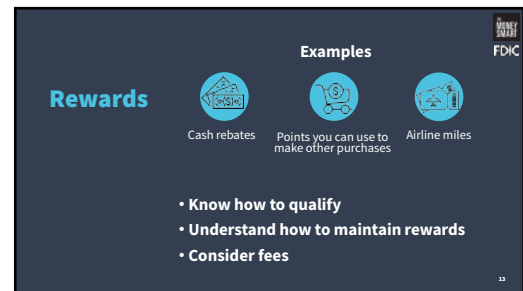 MONEY
SMART
FDIC
Examples
Rewards
Cash rebates
Points you can use to
make other purchases
Airline miles
• Know how to qualify
• Understand how to maintain rewards
• Consider fees
13